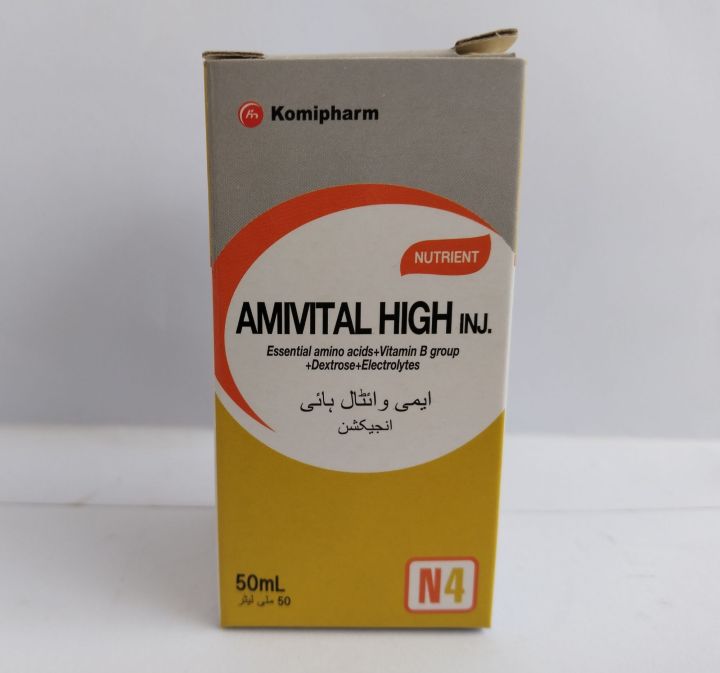 Komipharm
NUTRIENT
AMIVITAL HIGH INJ.
Essential amino acids+Vitamin B group
+Dextrose+Electrolytes
ایمی وائٹال ہائی
انجیکشن
50mL
50 ملی لیٹر
N4